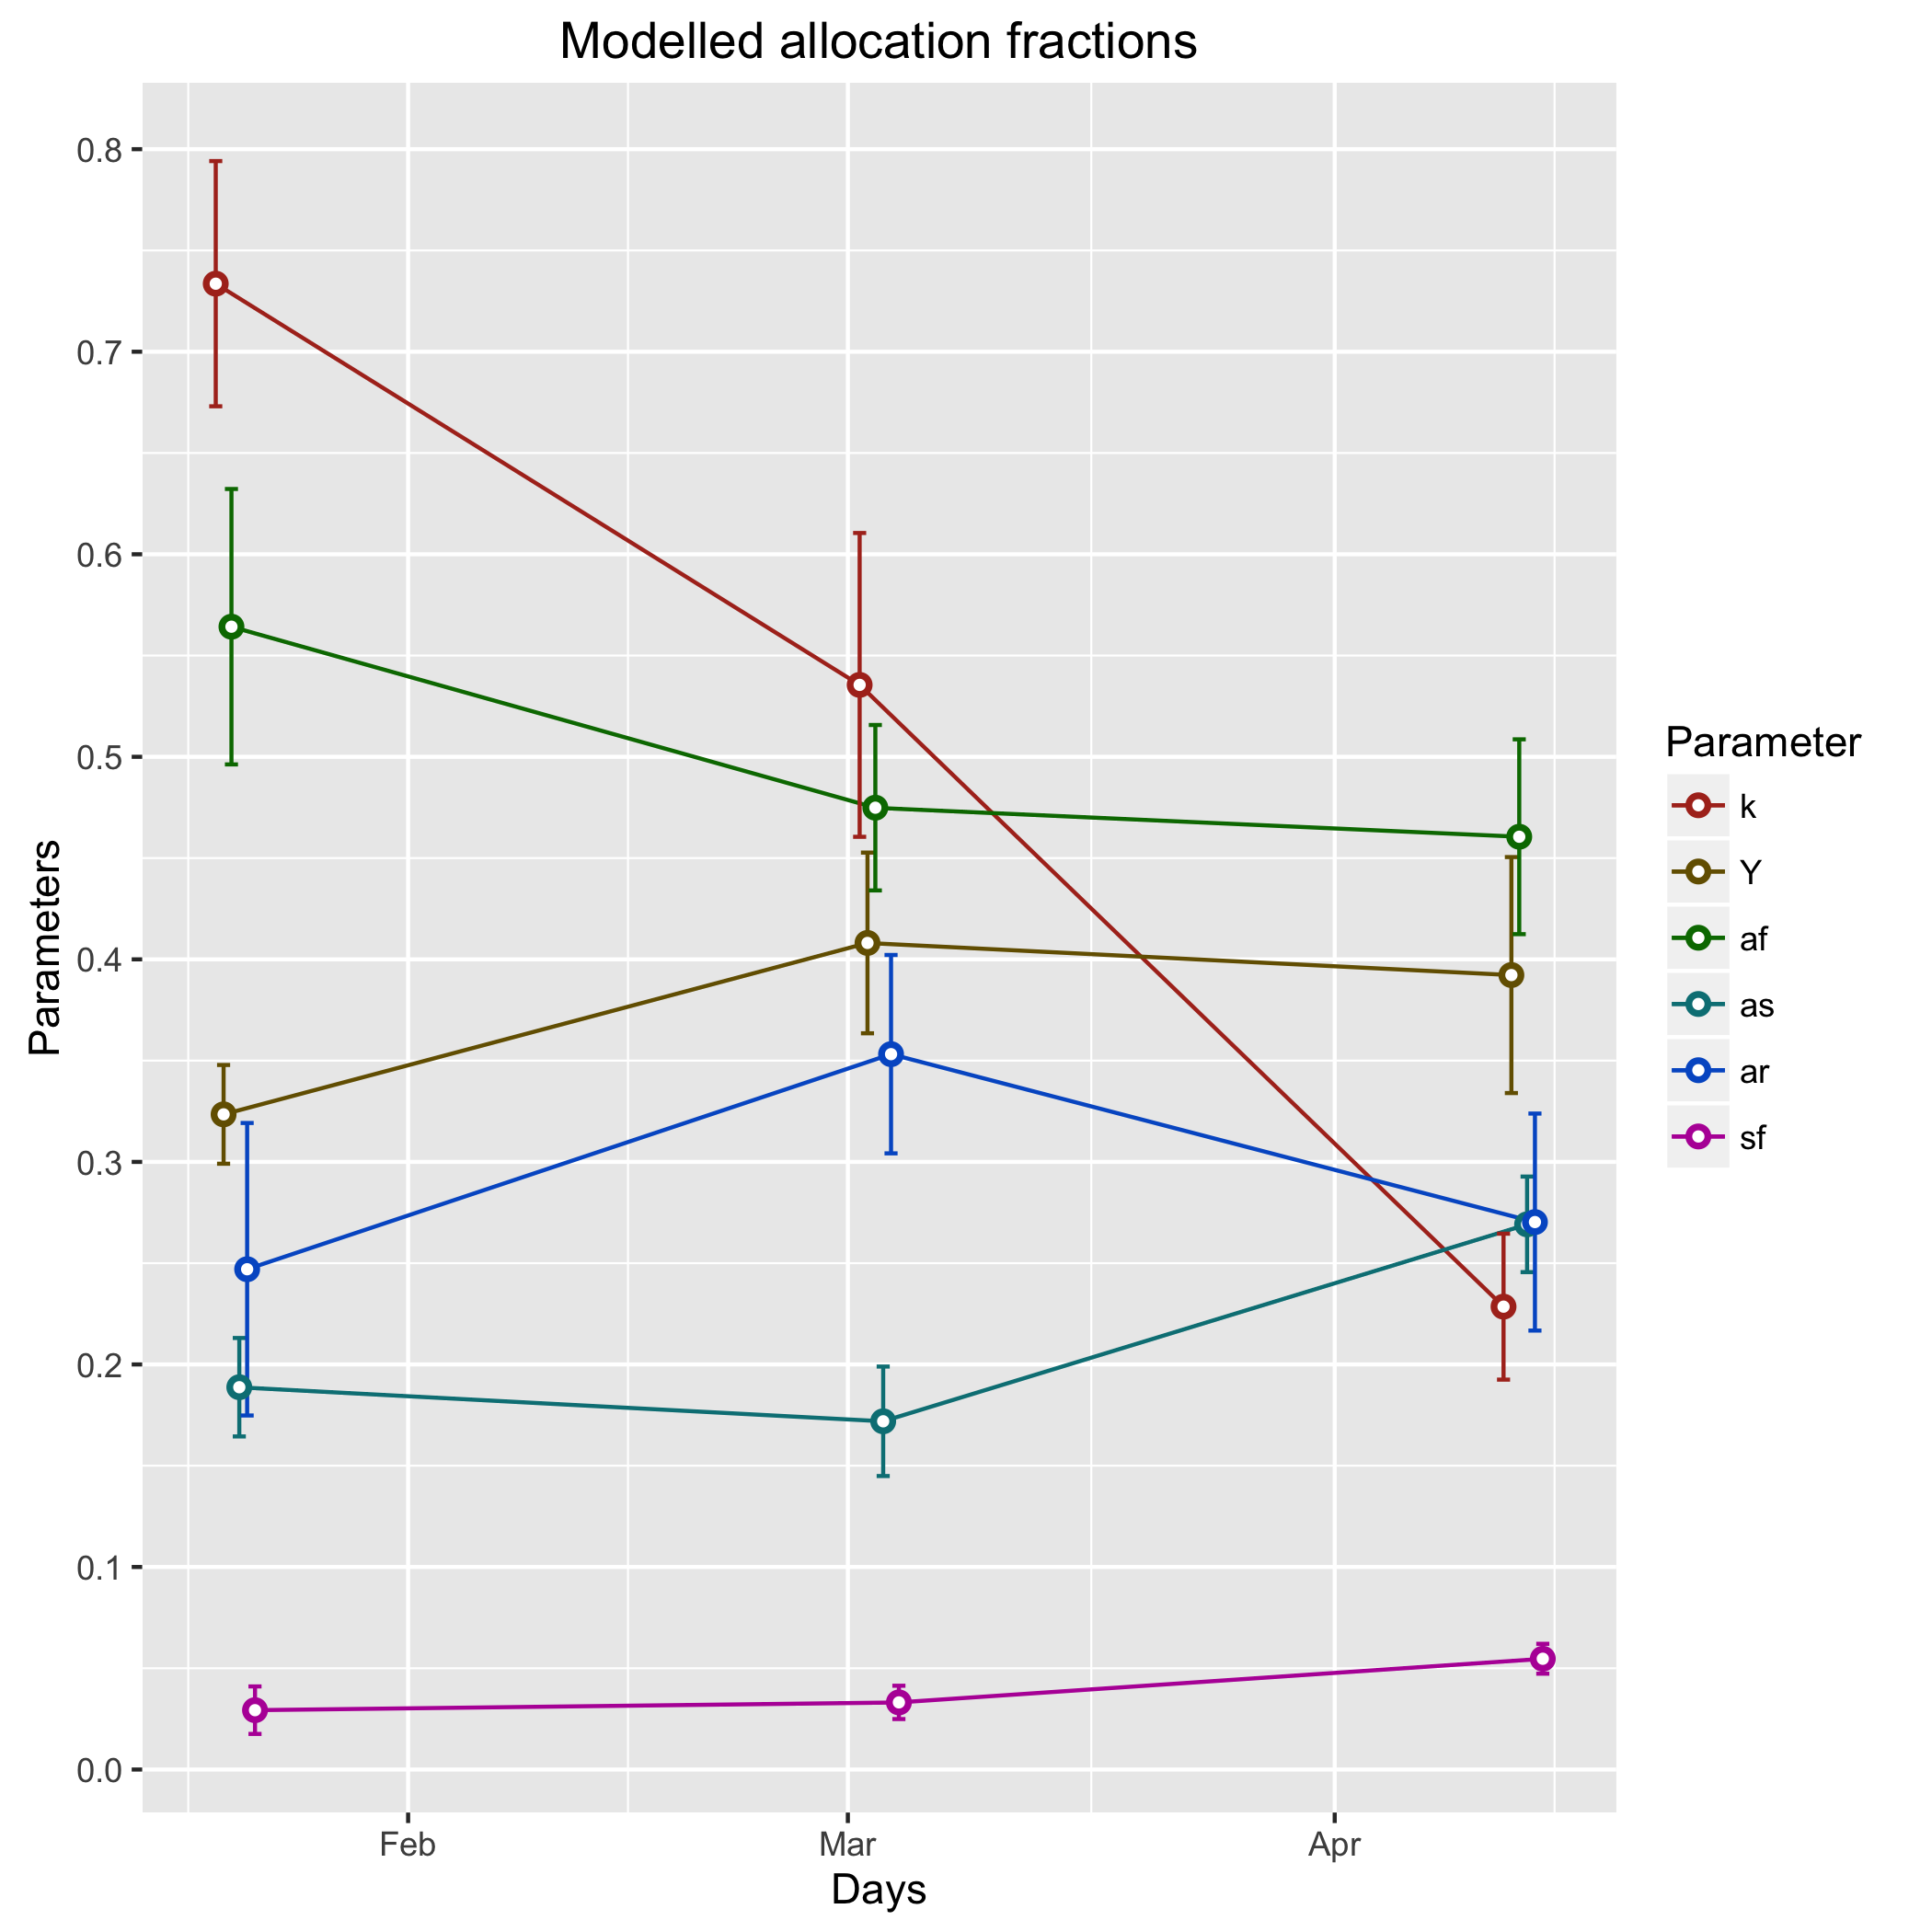 Modelled allocation fractions
Parameters
0.8
0.7
0.6
0.5
0.4
0.3
0.2
0.1
0.0
Feb Mar Apr
Days
Parameter
k
Y
af
as
ar
sf